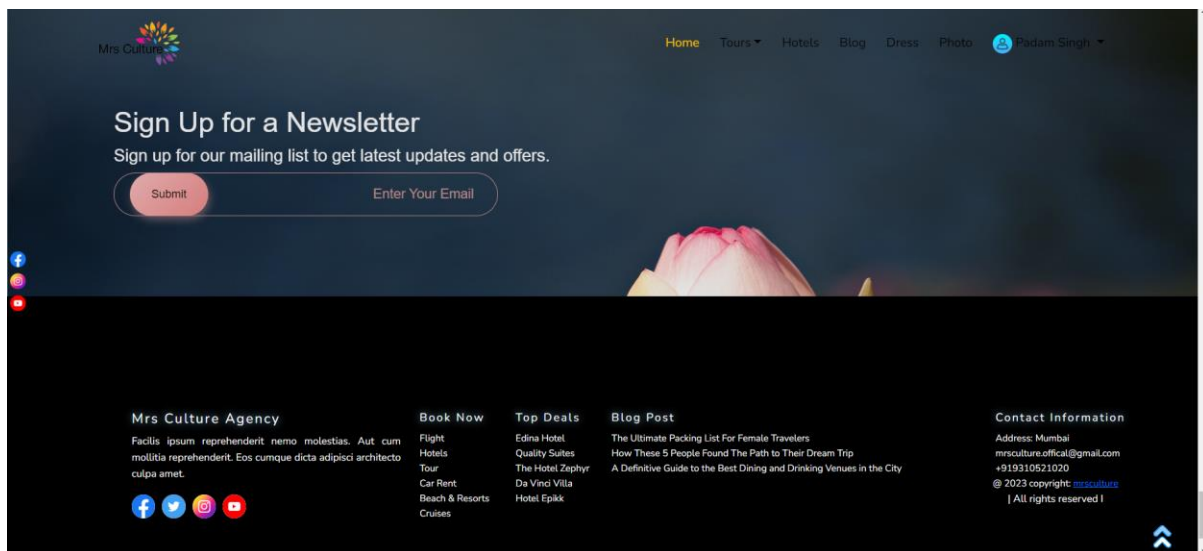 Mrs Culture
Home Tours Hotels Blog Dress Photo Padam Singh
Sign Up for a Newsletter
Sign up for our mailing list to get latest updates and offers.
Submit Enter Your Email
Mrs Culture Agency
Facilis ipsum reprehenderit nemo molestias. Aut cum
mollitia reprehenderit. Eos cumque dicta adipisci architecto
culpa amet.
Book Now
Flight
Hotels
Tour
Car Rent
Beach & Resorts
Cruises
Top Deals
Edina Hotel
Quality Suites
The Hotel Zephyr
Da Vinci Villa
Hotel Epikk
Blog Post
The Ultimate Packing List For Female Travelers
How These 5 People Found The Path to Their Dream Trip
A Definitive Guide to the Best Dining and Drinking Venues in the City
Contact Information
Address: Mumbai
mrsculture.offical@gmail.com
+919310521020
@ 2023 copyright: mrsculture
| All rights reserved I